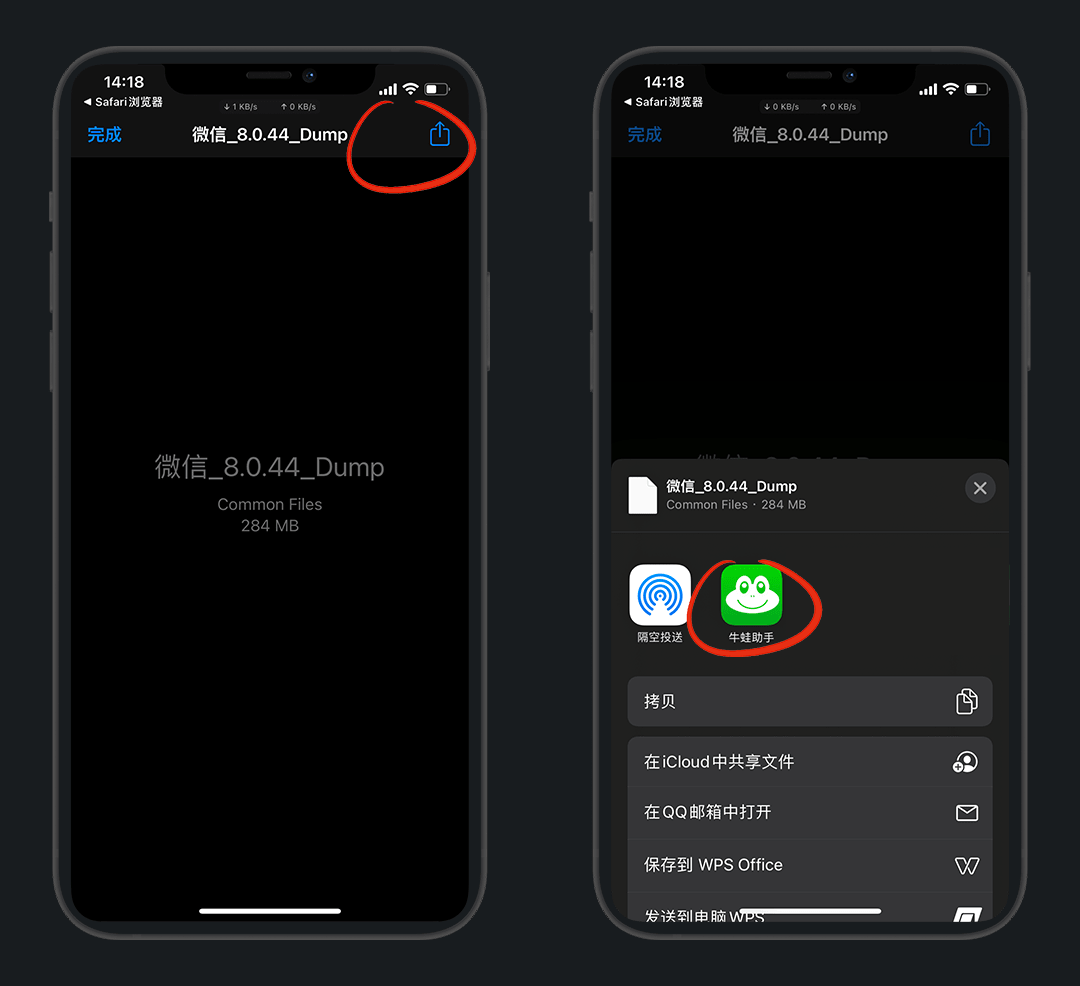 14:18
◀ Safari浏览器
↓ 1 KB/s ↑ 0 KB/s
完成 微信_8.0.44_Dump
微信_8.0.44_Dump
Common Files
284 MB
14:18
◀ Safari浏览器
↓ 0 KB/s ↑ 0 KB/s
完成 微信_8.0.44_Dump
微信_8.0.44_Dump
Common Files · 284 MB
隔空投送 牛蛙助手
拷贝
在iCloud中共享文件
在QQ邮箱中打开
保存到 WPS Office
发送到电脑WPS